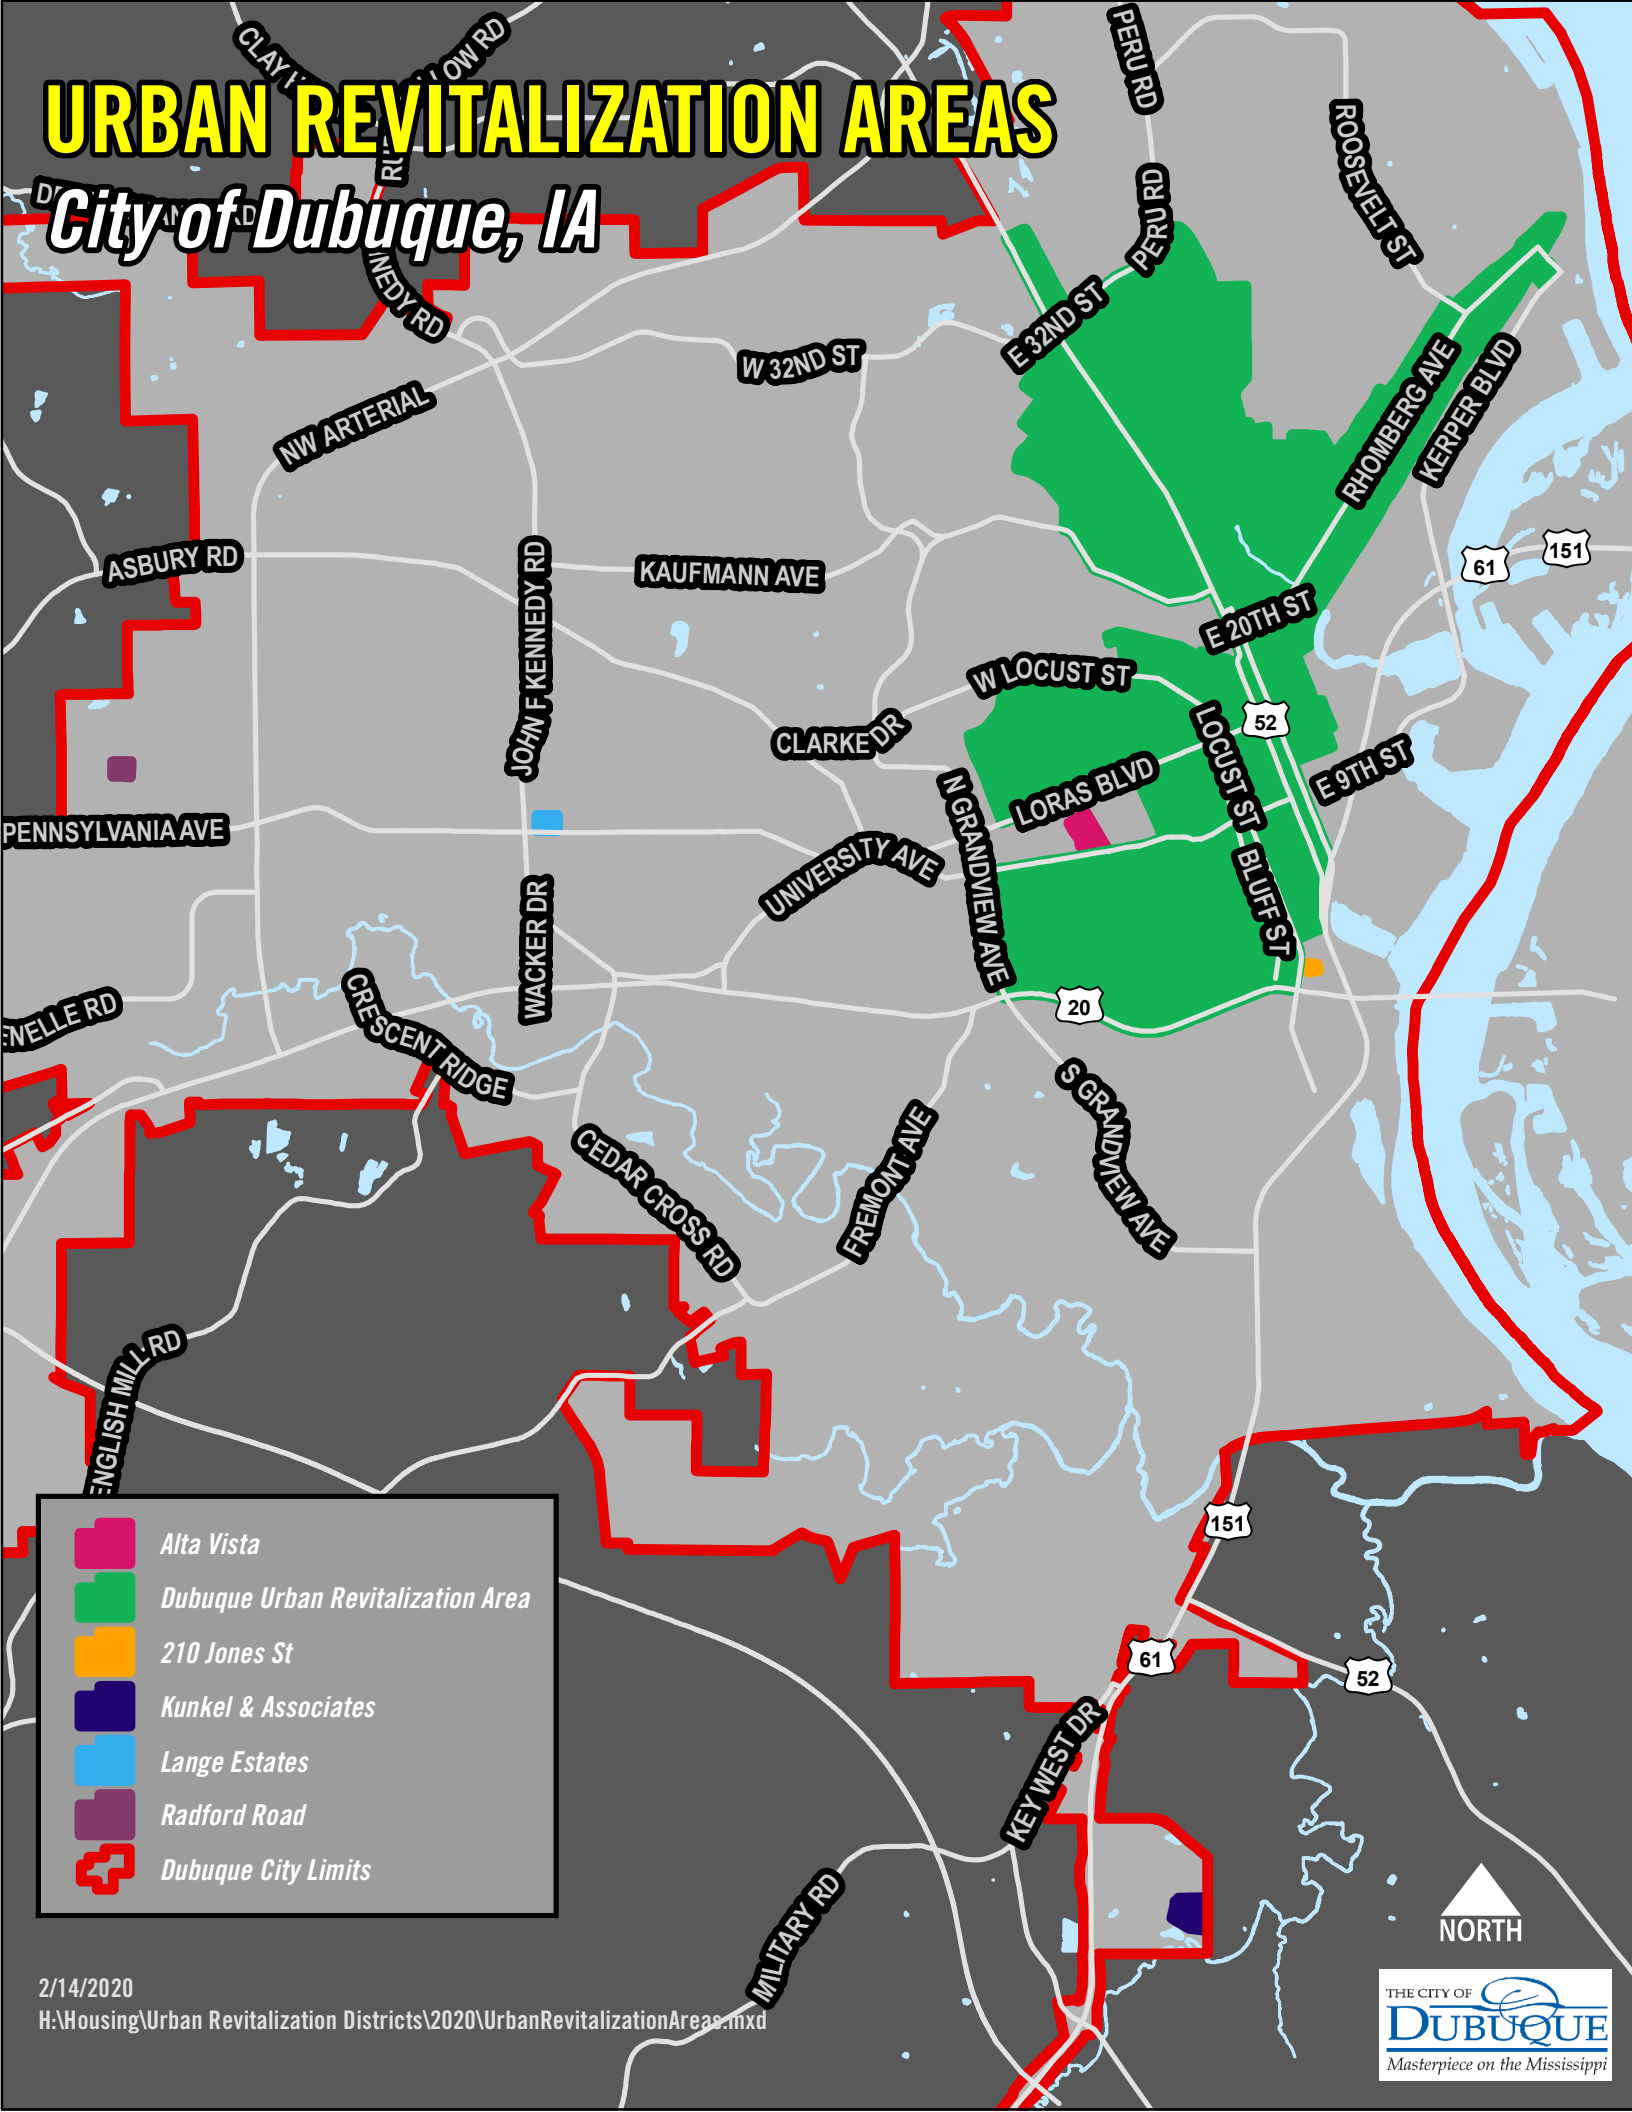 URBAN REVITALIZATION AREAS
City of Dubuque, IA
PERU RD
ROOSEVELT ST
PERU RD
E 32ND ST
W 32ND ST
NW ARTERIAL
RHOMBERG AVE
KERPER BLVD
61
151
ASBURY RD
KAUFMANN AVE
JOHN F KENNEDY RD
E 20TH ST
W LOCUST ST
52
CLARKE DR
LOCUST ST
E 9TH ST
LORAS BLVD
N GRANDVIEW AVE
PENNSYLVANIA AVE
UNIVERSITY AVE
BLUFF ST
WACKER DR
CRESCENT RIDGE
20
S GRANDVIEW AVE
FREMONT AVE
CEDAR CROSS RD
ENGLISH MILL RD
151
61
52
KEY WEST DR
MILITARY RD
Alta Vista
Dubuque Urban Revitalization Area
210 Jones St
Kunkel & Associates
Lange Estates
Radford Road
Dubuque City Limits
2/14/2020
H:\Housing\Urban Revitalization Districts\2020\UrbanRevitalizationAreas.mxd
NORTH
THE CITY OF
DUBUQUE
Masterpiece on the Mississippi